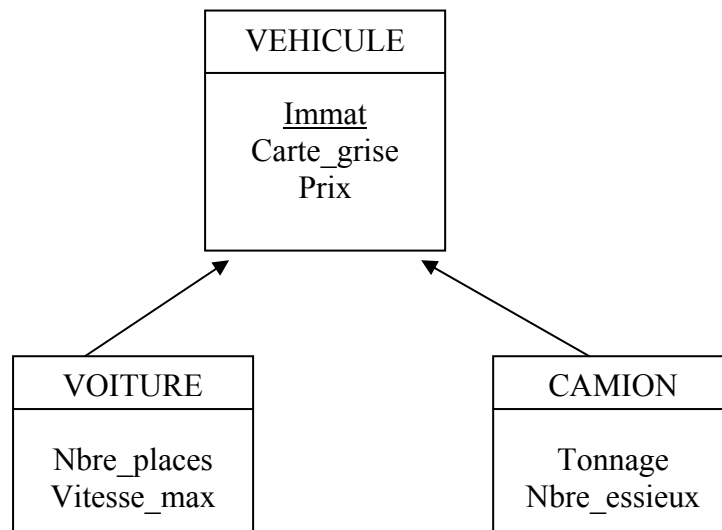 VEHICULE
Immat
Carte_grise
Prix
VOITURE
Nbre_places
Vitesse_max
CAMION
Tonnage
Nbre_essieux